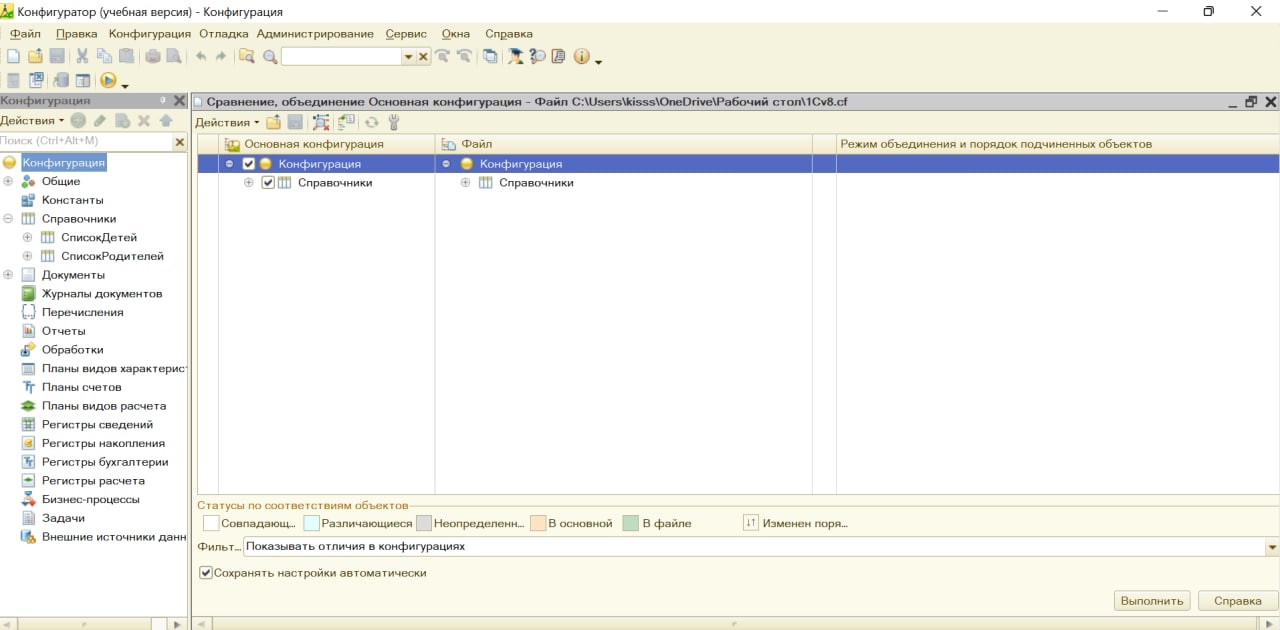 Конфигуратор (учебная версия) - Конфигурация
Файл Правка Конфигурация Отладка Администрирование Сервис Окна Справка
Конфигурация
Действия
Поиск (Ctrl+Alt+M)
Конфигурация
Общие
Константы
Справочники
СписокДетей
СписокРодителей
Документы
Журналы документов
Перечисления
Отчеты
Обработки
Планы видов характерис
Планы счетов
Планы видов расчета
Регистры сведений
Регистры накопления
Регистры бухгалтерии
Регистры расчета
Бизнес-процессы
Задачи
Внешние источники данн
Сравнение, объединение Основная конфигурация - Файл C:\Users\kisss\OneDrive\Рабочий стол\1Cv8.cf
Действия
Основная конфигурация Файл Режим объединения и порядок подчиненных объектов
Конфигурация Конфигурация
Справочники Справочники
Статусы по соответствиям объектов
Совпадающ... Различающиеся Неопределенн... В основной В файле Изменен поря...
Фильт... Показывать отличия в конфигурациях
Сохранять настройки автоматически
Выполнить Справка